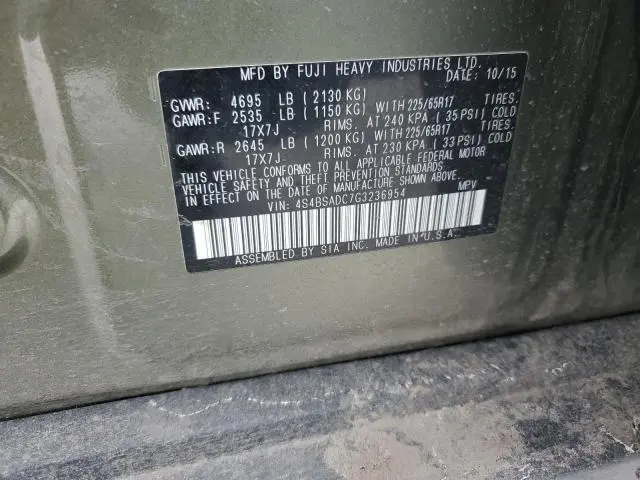 MFD BY FUJI HEAVY INDUSTRIES LTD.
DATE: 10/15
GVWR: 4695 LB ( 2130 KG)
GAWR:F 2535 LB ( 1150 KG) WITH 225/65R17 TIRES.
17X7J RIMS. AT 240 KPA ( 35 PSI) COLD
GAWR:R 2645 LB ( 1200 KG) WITH 225/65R17 TIRES.
17X7J RIMS. AT 230 KPA ( 33 PSI) COLD
THIS VEHICLE CONFORMS TO ALL APPLICABLE FEDERAL MOTOR
VEHICLE SAFETY AND BUMPER STANDARDS
IN EFFECT ON THE DATE OF MANUFACTURE SHOWN ABOVE.
VIN: 4S4BSADC7G3236954 MPV
ASSEMBLED BY SIA INC. MADE IN U.S.A.